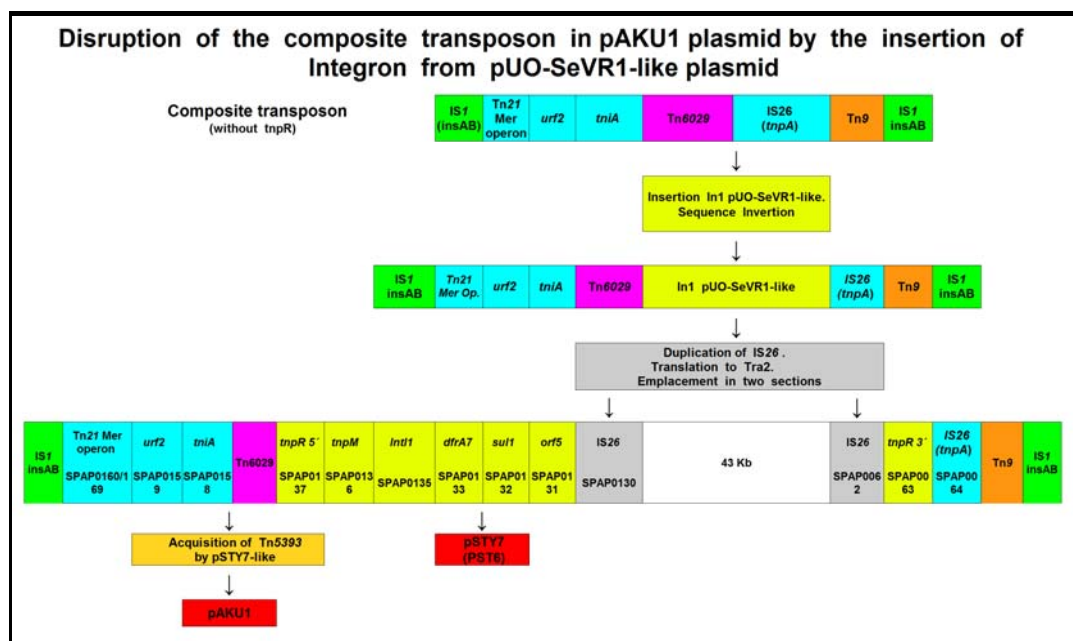 Disruption of the composite transposon in pAKU1 plasmid by the insertion of
Integron from pUO-SeVR1-like plasmid
Composite transposon
(without tnpR)
IS1
(insAB)
Tn21
Mer
operon
urf2
tniA
Tn6029
IS26
(tnpA)
Tn9
IS1
insAB
Insertion In1 pUO-SeVR1-like.
Sequence Invertion
IS1
insAB
Tn21
Mer Op.
urf2
tniA
Tn6029
In1 pUO-SeVR1-like
IS26
(tnpA)
Tn9
IS1
insAB
Duplication of IS26 .
Translation to Tra2.
Emplacement in two sections
IS1
insAB
Tn21 Mer
operon
SPAP0160/1
69
urf2
SPAP015
9
tniA
SPAP015
8
Tn6029
tnpR 5´
SPAP01
37
tnpM
SPAP013
6
IntI1
SPAP0135
dfrA7
SPAP0
133
sul1
SPAP0
132
orf5
SPAP0
131
IS26
SPAP0130
43 Kb
IS26
SPAP006
2
tnpR 3´
SPAP00
63
IS26
(tnpA)
SPAP00
64
Tn9
IS1
insAB
Acquisition of Tn5393
by pSTY7-like
pSTY7
(PST6)
pAKU1